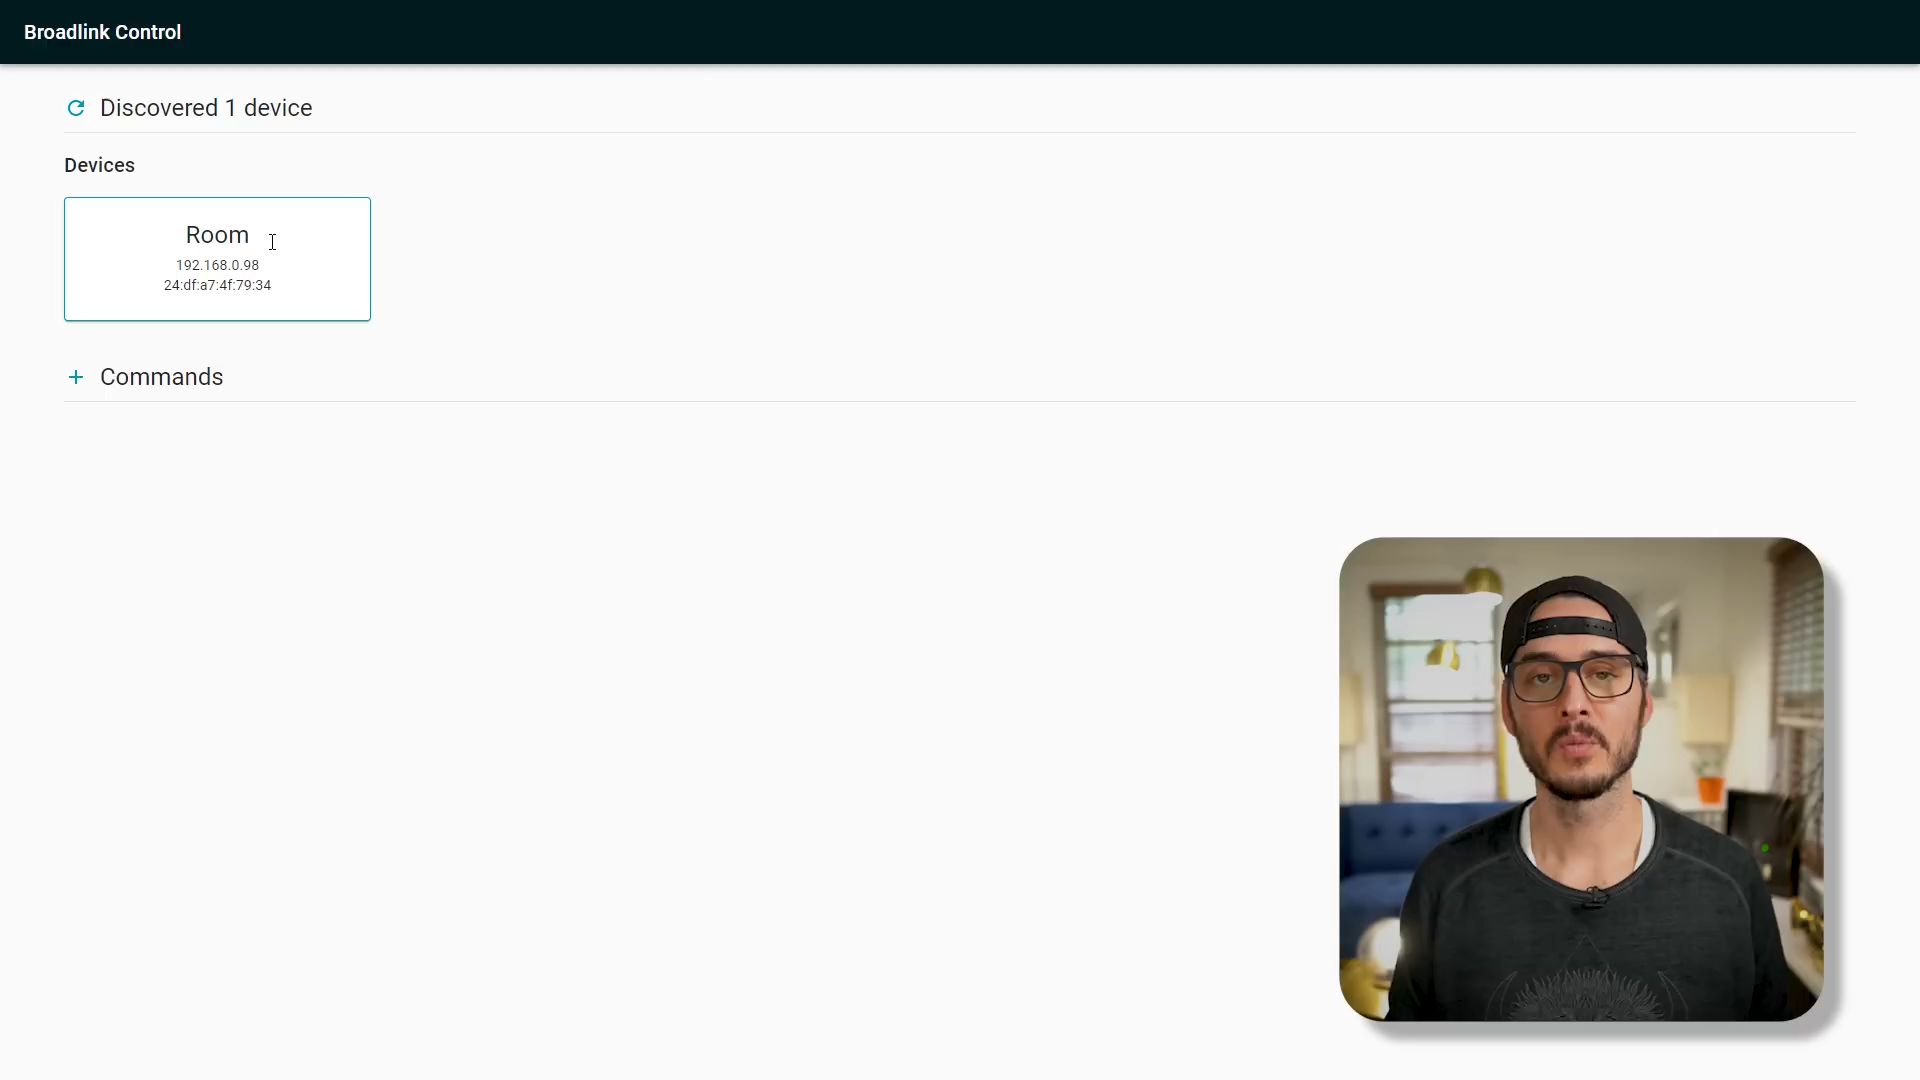 Broadlink Control
Discovered 1 device
Devices
Room
192.168.0.98
24:df:a7:4f:79:34
Commands